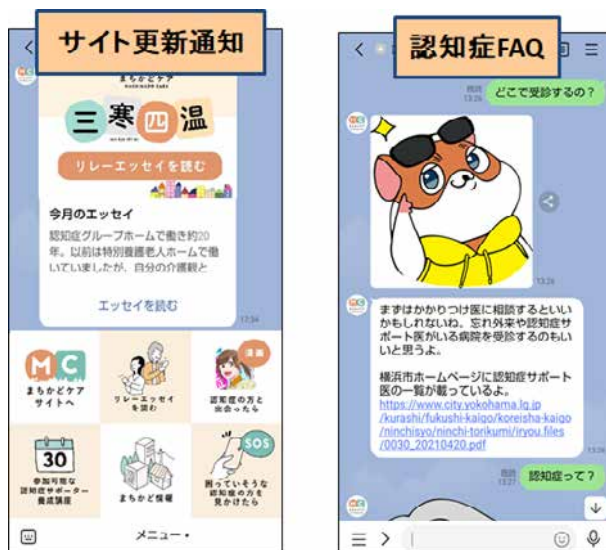 サイト更新通知
まちかどケア
三寒四温
リレーエッセイを読む
今月のエッセイ
認知症グループホームで働き約20
年。以前は特別養護老人ホームで働
いていましたが、自分の介護観と
エッセイを読む
17:34
MC
まちかどケア
サイトへ
リレーエッセイ
を読む
漫画
認知症の方と
出会ったら
30
参加可能な
認知症サポーター
養成講座
まちかど情報
SOS
困っていそうな
認知症の方を
見かけたら
メニュー
認知症FAQ
既読
13:26
どこで受診するの？
MC
13:26
MC
まずはかかりつけ医に相談するといい
かもしれないね。忘れ外来や認知症サ
ポート医がいる病院を受診するのもい
いと思うよ。
横浜市ホームページに認知症サポート
医の一覧が載っているよ。
https://www.city.yokohama.lg.jp
/kurashi/fukushi-kaigo/koreisha-kaigo
/ninchisyo/ninchi-torikumi/iryou.files
/0030_20210420.pdf
13:26
既読
13:27
認知症って？
MC